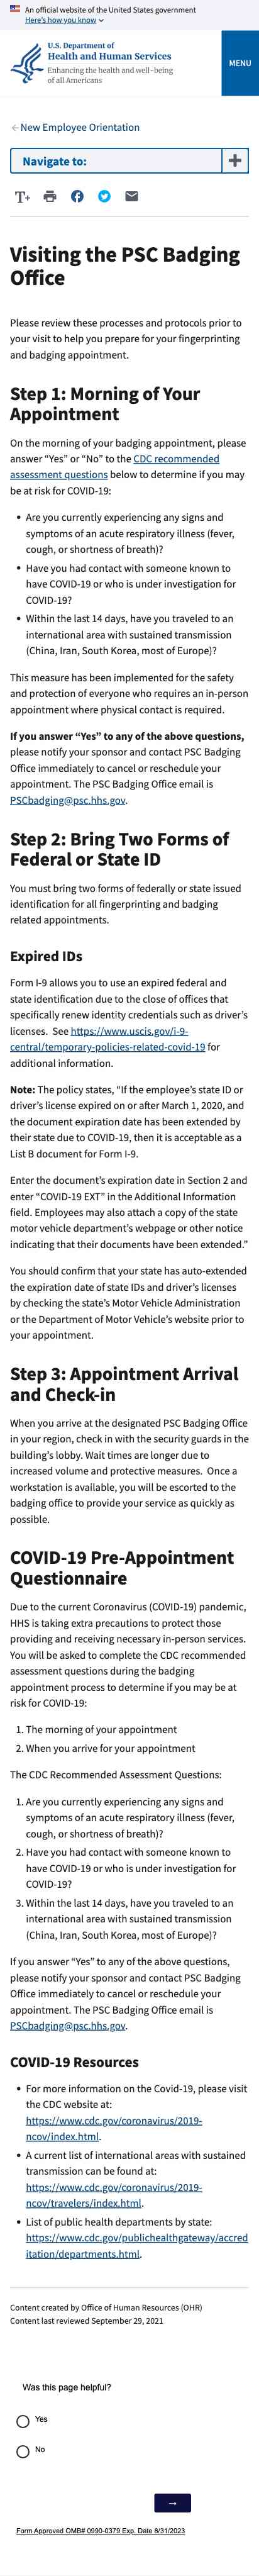 An official website of the United States government
Here's how you know
U.S. Department of
Health and Human Services
Enhancing the health and well-being
of all Americans
MENU
New Employee Orientation
Navigate to:
T+
Visiting the PSC Badging
Office
Please review these processes and protocols prior to
your visit to help you prepare for your fingerprinting
and badging appointment.
Step 1: Morning of Your
Appointment
On the morning of your badging appointment, please
answer “Yes” or “No” to the CDC recommended
assessment questions below to determine if you may
be at risk for COVID-19:
• Are you currently experiencing any signs and
symptoms of an acute respiratory illness (fever,
cough, or shortness of breath)?
• Have you had contact with someone known to
have COVID-19 or who is under investigation for
COVID-19?
• Within the last 14 days, have you traveled to an
international area with sustained transmission
(China, Iran, South Korea, most of Europe)?
This measure has been implemented for the safety
and protection of everyone who requires an in-person
appointment where physical contact is required.
If you answer “Yes” to any of the above questions,
please notify your sponsor and contact PSC Badging
Office immediately to cancel or reschedule your
appointment. The PSC Badging Office email is
PSCbadging@psc.hhs.gov.
Step 2: Bring Two Forms of
Federal or State ID
You must bring two forms of federally or state issued
identification for all fingerprinting and badging
related appointments.
Expired IDs
Form I-9 allows you to use an expired federal and
state identification due to the close of offices that
specifically renew identity credentials such as driver’s
licenses.  See https://www.uscis.gov/i-9-
central/temporary-policies-related-covid-19 for
additional information.
Note: The policy states, “If the employee’s state ID or
driver’s license expired on or after March 1, 2020, and
the document expiration date has been extended by
their state due to COVID-19, then it is acceptable as a
List B document for Form I-9.
Enter the document’s expiration date in Section 2 and
enter “COVID-19 EXT” in the Additional Information
field. Employees may also attach a copy of the state
motor vehicle department’s webpage or other notice
indicating that their documents have been extended.”
You should confirm that your state has auto-extended
the expiration date of state IDs and driver’s licenses
by checking the state’s Motor Vehicle Administration
or the Department of Motor Vehicle’s website prior to
your appointment.
Step 3: Appointment Arrival
and Check-in
When you arrive at the designated PSC Badging Office
in your region, check in with the security guards in the
building’s lobby. Wait times are longer due to
increased volume and protective measures.  Once a
workstation is available, you will be escorted to the
badging office to provide your service as quickly as
possible.
COVID-19 Pre-Appointment
Questionnaire
Due to the current Coronavirus (COVID-19) pandemic,
HHS is taking extra precautions to protect those
providing and receiving necessary in-person services.
You will be asked to complete the CDC recommended
assessment questions during the badging
appointment process to determine if you may be at
risk for COVID-19:
1. The morning of your appointment
2. When you arrive for your appointment
The CDC Recommended Assessment Questions:
1. Are you currently experiencing any signs and
symptoms of an acute respiratory illness (fever,
cough, or shortness of breath)?
2. Have you had contact with someone known to
have COVID-19 or who is under investigation for
COVID-19?
3. Within the last 14 days, have you traveled to an
international area with sustained transmission
(China, Iran, South Korea, most of Europe)?
If you answer “Yes” to any of the above questions,
please notify your sponsor and contact PSC Badging
Office immediately to cancel or reschedule your
appointment. The PSC Badging Office email is
PSCbadging@psc.hhs.gov.
COVID-19 Resources
• For more information on the Covid-19, please visit
the CDC website at:
https://www.cdc.gov/coronavirus/2019-
ncov/index.html.
• A current list of international areas with sustained
transmission can be found at:
https://www.cdc.gov/coronavirus/2019-
ncov/travelers/index.html.
• List of public health departments by state:
https://www.cdc.gov/publichealthgateway/accred
itation/departments.html.
Content created by Office of Human Resources (OHR)
Content last reviewed September 29, 2021
Was this page helpful?
Yes
No
→
Form Approved OMB# 0990-0379 Exp. Date 8/31/2023